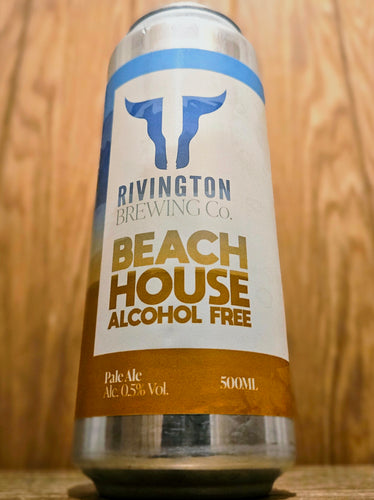 RIVINGTON
BREWING Co.
BEACH
HOUSE
ALCOHOL FREE
Pale Ale
Alc. 0.5% Vol.
500ML